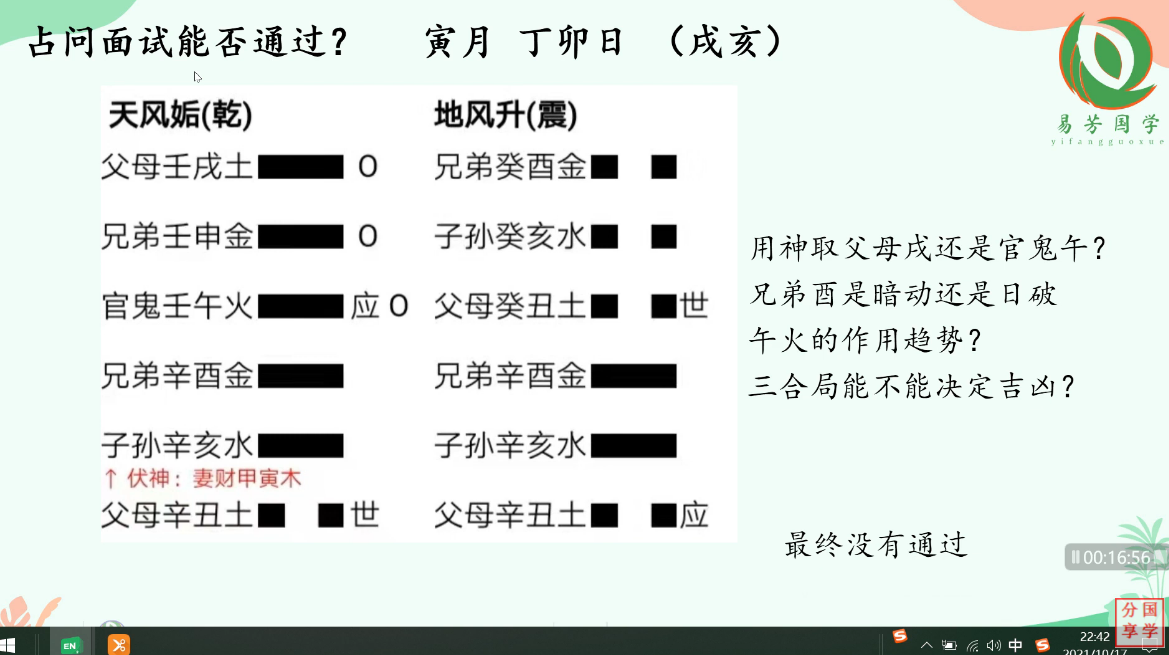 占问面试能否通过？ 寅月 丁卯日 （戌亥）
易芳国学
yifangguoxue
天风姤(乾) 地风升(震)
父母壬戌土 O 兄弟癸酉金
兄弟壬申金 O 子孙癸亥水
官鬼壬午火 应 O 父母癸丑土 世
兄弟辛酉金 兄弟辛酉金
子孙辛亥水 子孙辛亥水
↑ 伏神：妻财甲寅木
父母辛丑土 世 父母辛丑土 应
用神取父母戌还是官鬼午？
兄弟酉是暗动还是日破
午火的作用趋势？
三合局能不能决定吉凶？
最终没有通过
00:16:56
分国
享学
EN
中
22:42
2021/10/17